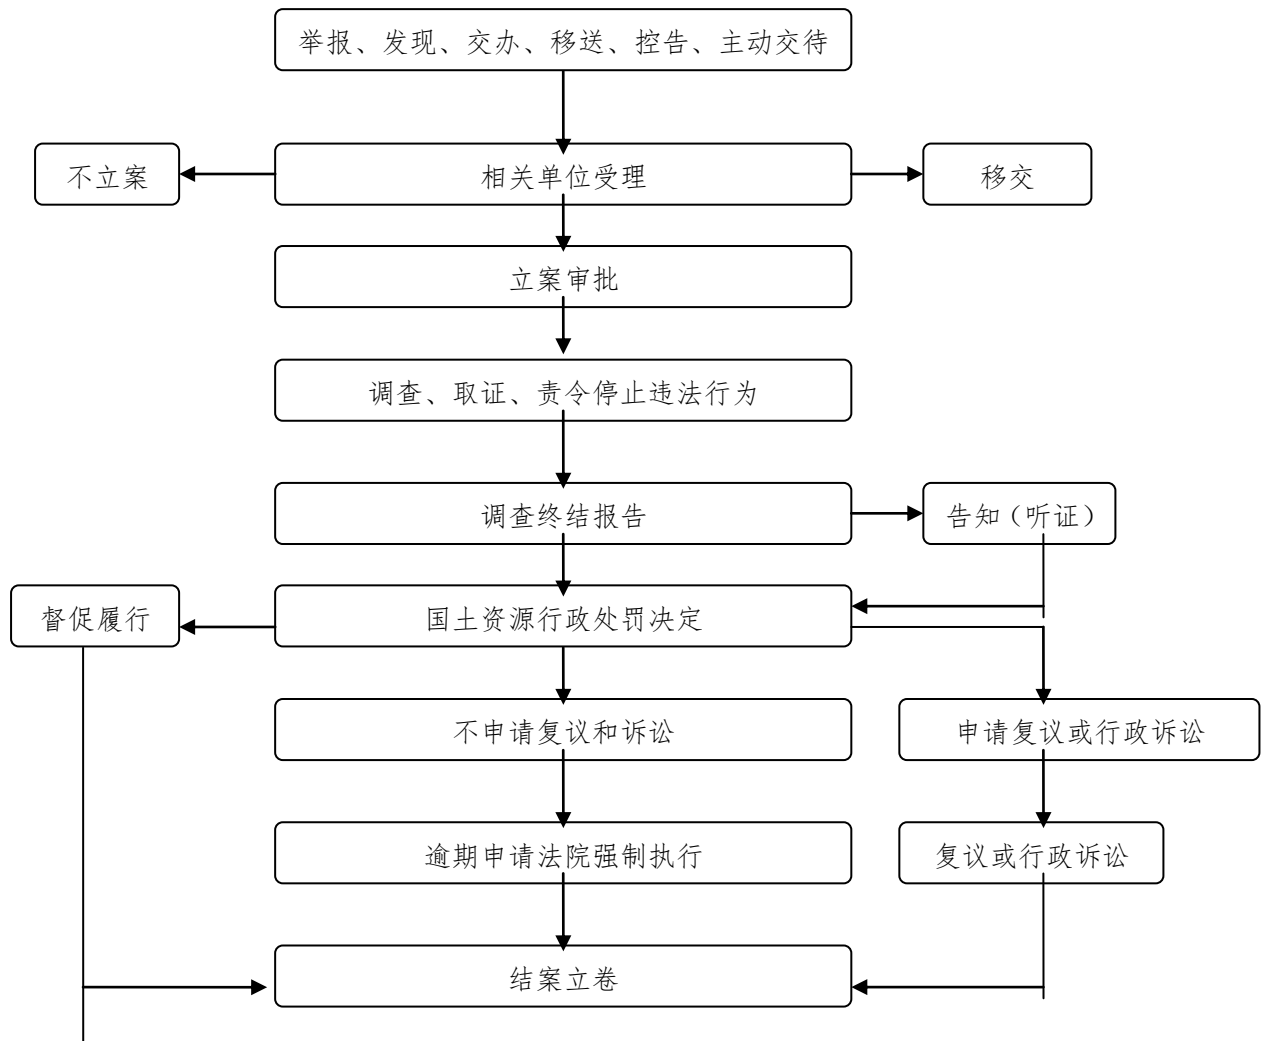 举报、发现、交办、移送、控告、主动交待
不立案
相关单位受理
移交
立案审批
调查、取证、责令停止违法行为
调查终结报告
告知（听证）
督促履行
国土资源行政处罚决定
不申请复议和诉讼
申请复议或行政诉讼
逾期申请法院强制执行
复议或行政诉讼
结案立卷